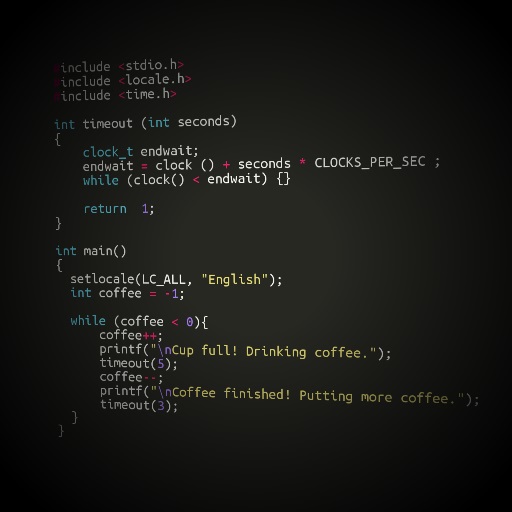 #include <stdio.h>
#include <locale.h>
#include <time.h>
int timeout (int seconds)
{
clock_t endwait;
endwait = clock () + seconds * CLOCKS_PER_SEC ;
while (clock() < endwait) {}
return 1;
}
int main()
{
setlocale(LC_ALL, "English");
int coffee = -1;
while (coffee < 0){
coffee++;
printf("\nCup full! Drinking coffee.");
timeout(5);
coffee--;
printf("\nCoffee finished! Putting more coffee.");
timeout(3);
}
}